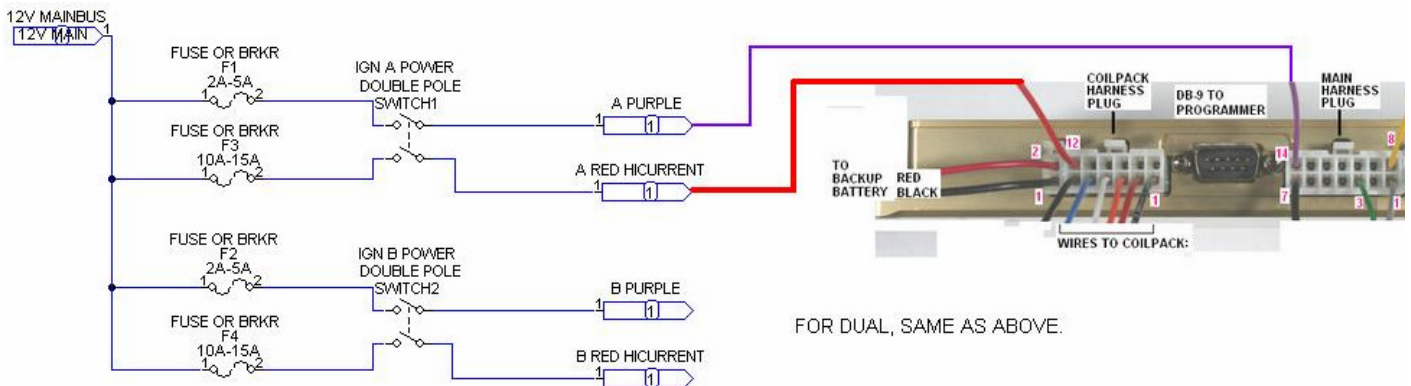 12V MAINBUS
12V MAIN
1
1
FUSE OR BRKR
F1
2A-5A
1
2
FUSE OR BRKR
F3
10A-15A
1
2
IGN A POWER
DOUBLE POLE
SWITCH1
A PURPLE
1
1
A RED HICURRENT
1
1
FUSE OR BRKR
F2
2A-5A
1
2
FUSE OR BRKR
F4
10A-15A
1
2
IGN B POWER
DOUBLE POLE
SWITCH2
B PURPLE
1
1
B RED HICURRENT
1
1
COILPACK
HARNESS
PLUG
DB-9 TO
PROGRAMMER
MAIN
HARNESS
PLUG
2
12
14
8
TO
BACKUP
BATTERY
RED
BLACK
1
1
7
3
1
WIRES TO COILPACK:
FOR DUAL, SAME AS ABOVE.